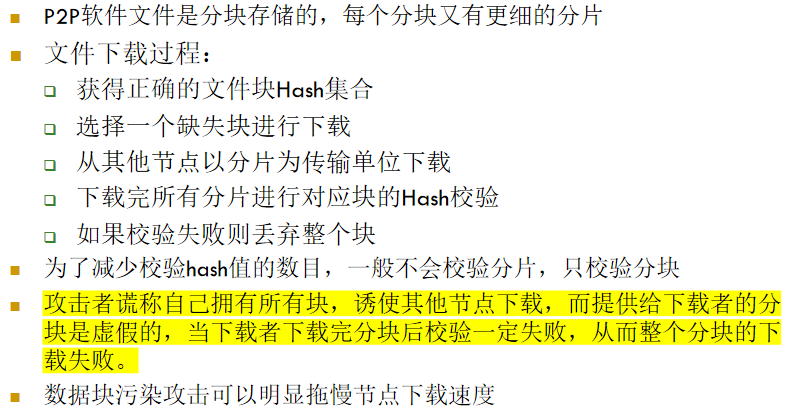 P2P软件文件是分块存储的，每个分块又有更细的分片
文件下载过程：
获得正确的文件块Hash集合
选择一个缺失块进行下载
从其他节点以分片为传输单位下载
下载完所有分片进行对应块的Hash校验
如果校验失败则丢弃整个块
为了减少校验hash值的数目，一般不会校验分片，只校验分块
攻击者谎称自己拥有所有块，诱使其他节点下载，而提供给下载者的分
块是虚假的，当下载者下载完分块后校验一定失败，从而整个分块的下
载失败。
数据块污染攻击可以明显拖慢节点下载速度